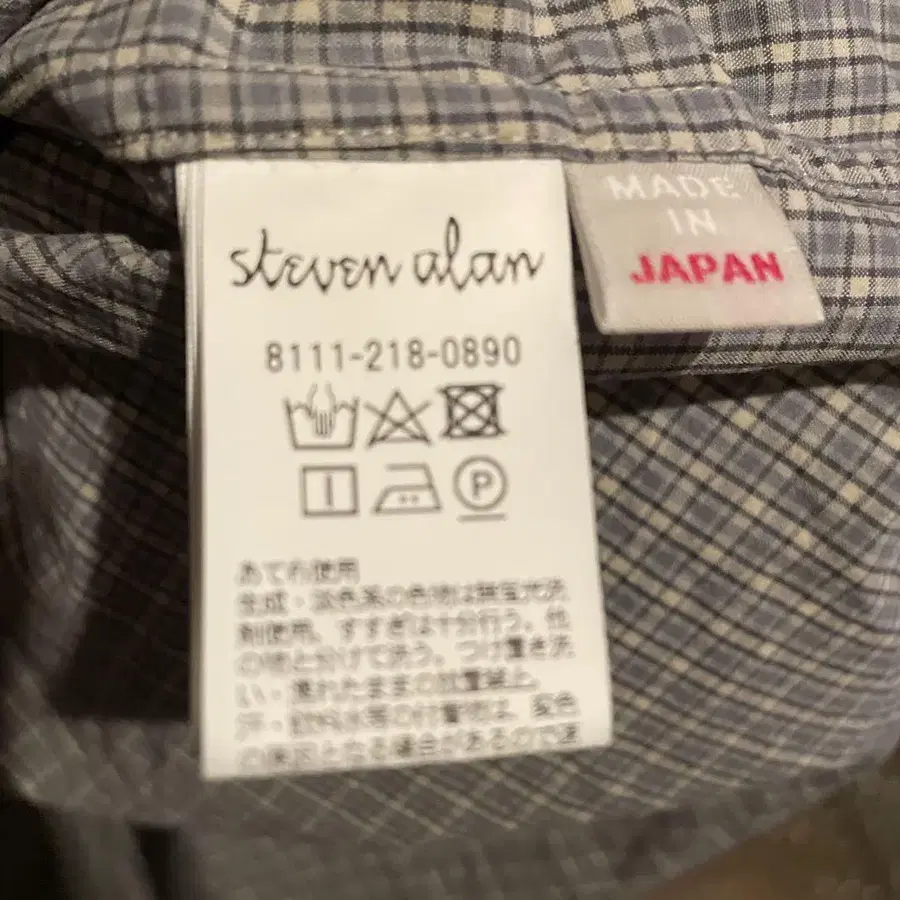 steven alan
8111-218-0890
P
あて布使用
合成・淡色系の色物は無蛍光洗
剤使用、すすぎは十分行う。他
の物と分けて洗う。つけ置き洗
い・濡れたままの放置禁止。
汗・飲料水等の付着物は、変色
の原因となる場合があるので速
MADE
IN
JAPAN